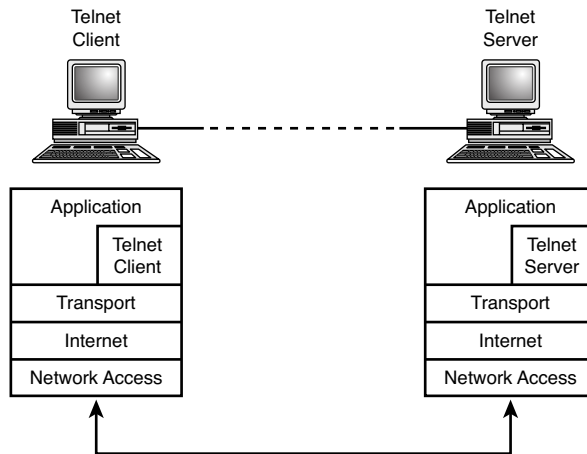 Telnet
Client
Telnet
Server
Application
Telnet
Client
Transport
Internet
Network Access
Application
Telnet
Server
Transport
Internet
Network Access